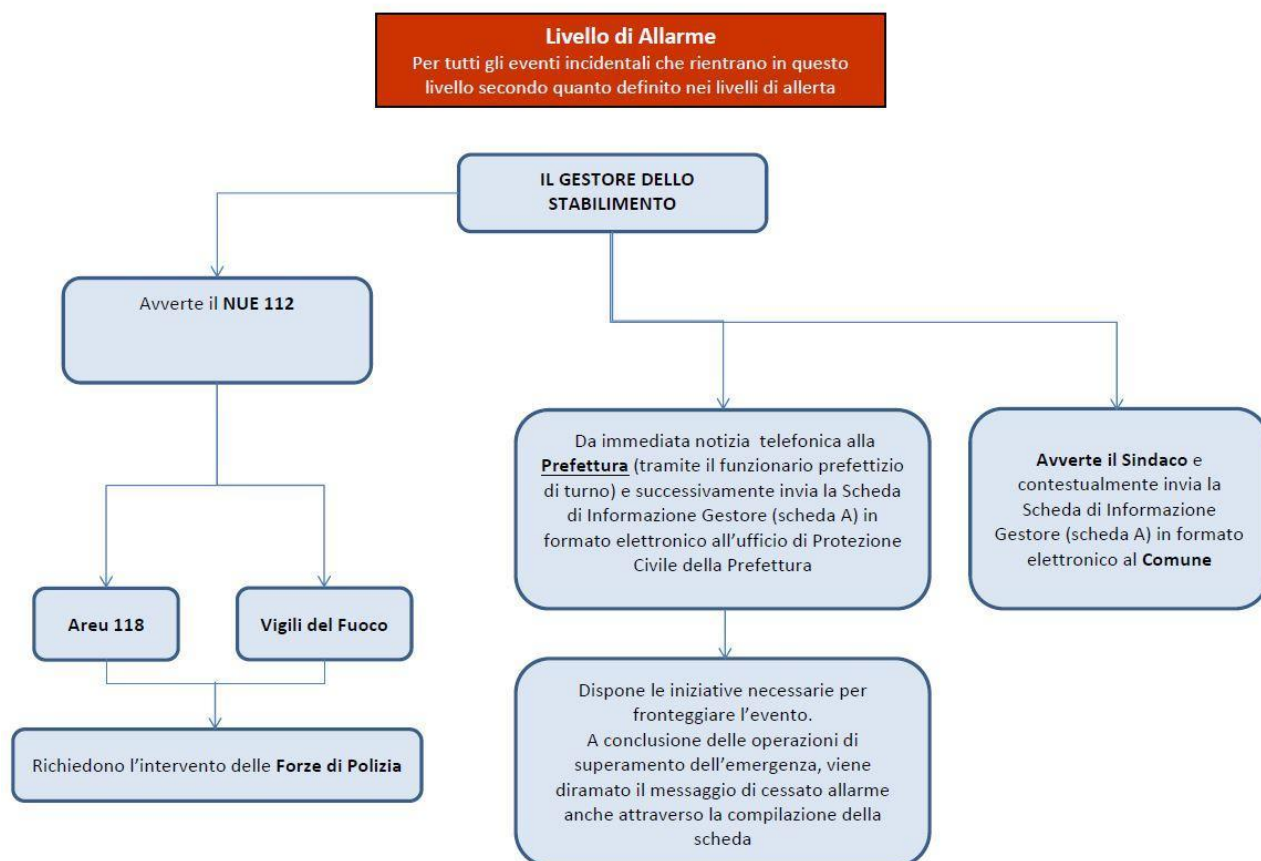 Livello di Allarme
Per tutti gli eventi incidentali che rientrano in questo
livello secondo quanto definito nei livelli di allerta
IL GESTORE DELLO
STABILIMENTO
Avverte il NUE 112
Da immediata notizia telefonica alla
Prefettura (tramite il funzionario prefettizio
di turno) e successivamente invia la Scheda
di Informazione Gestore (scheda A) in
formato elettronico all'ufficio di Protezione
Civile della Prefettura
Avverte il Sindaco e
contestualmente invia la
Scheda di Informazione
Gestore (scheda A) in formato
elettronico al Comune
Areu 118
Vigili del Fuoco
Richiedono l'intervento delle Forze di Polizia
Dispone le iniziative necessarie per
fronteggiare l'evento.
A conclusione delle operazioni di
superamento dell'emergenza, viene
diramato il messaggio di cessato allarme
anche attraverso la compilazione della
scheda